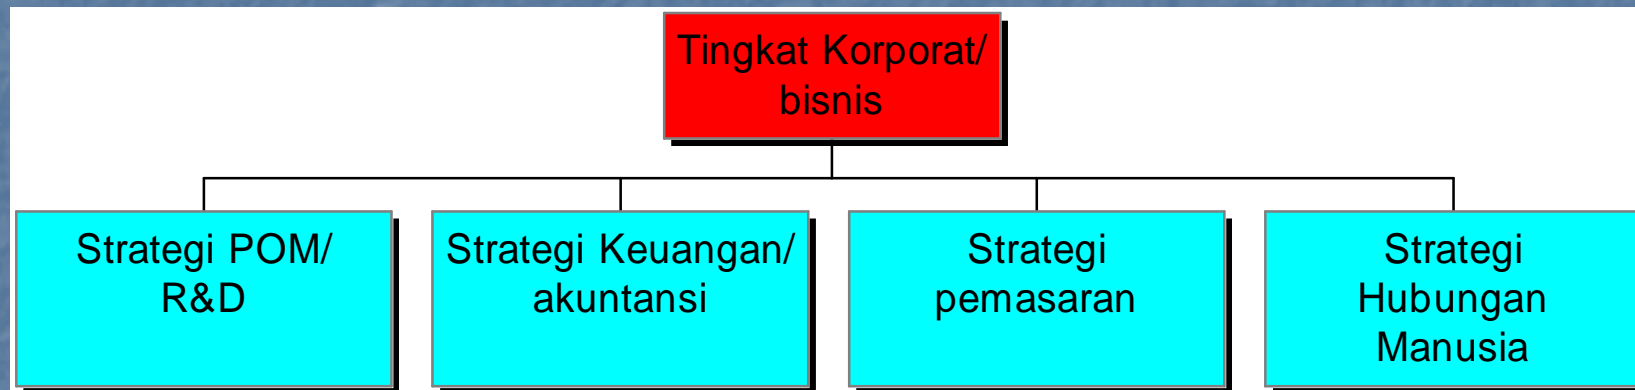 Tingkat Korporat/
bisnis
Strategi POM/
R&D
Strategi Keuangan/
akuntansi
Strategi
pemasaran
Strategi
Hubungan
Manusia